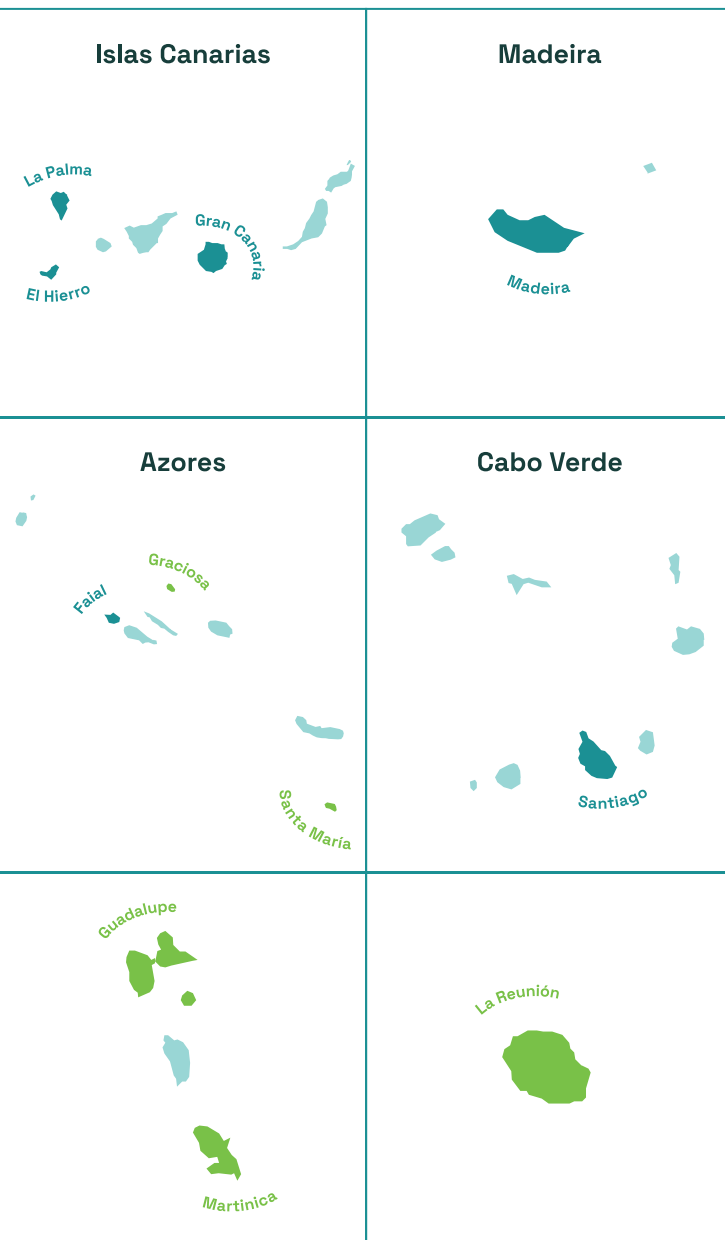 Islas Canarias
La Palma
Gran Canaria
El Hierro
Madeira
Madeira
Azores
Graciosa
Faial
Santa María
Cabo Verde
Santiago
Guadalupe
Martinica
La Reunión